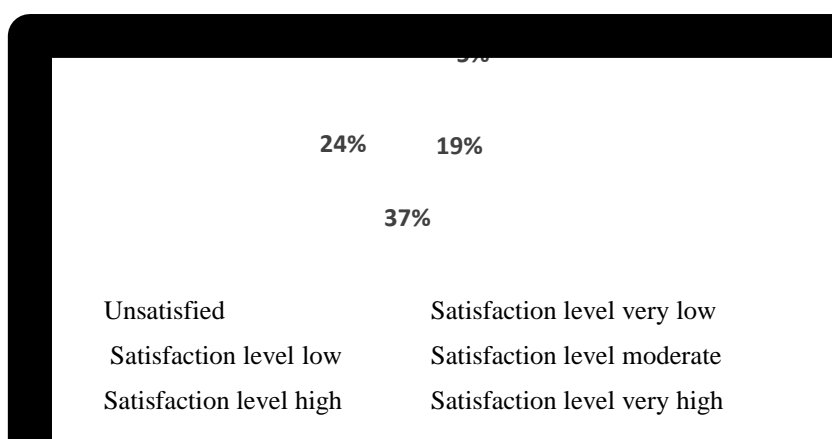 24% 19%
37%
Unsatisfied Satisfaction level very low
Satisfaction level low Satisfaction level moderate
Satisfaction level high Satisfaction level very high